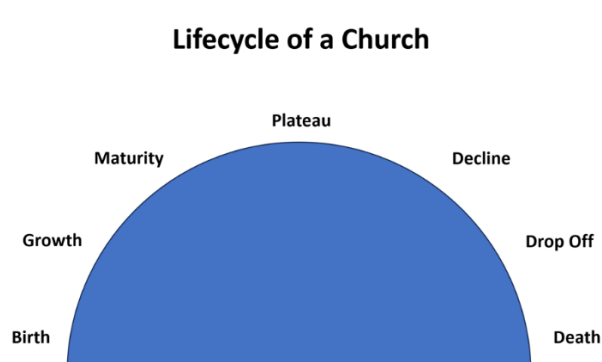 Lifecycle of a Church
Plateau
Maturity
Decline
Growth
Drop Off
Birth
Death